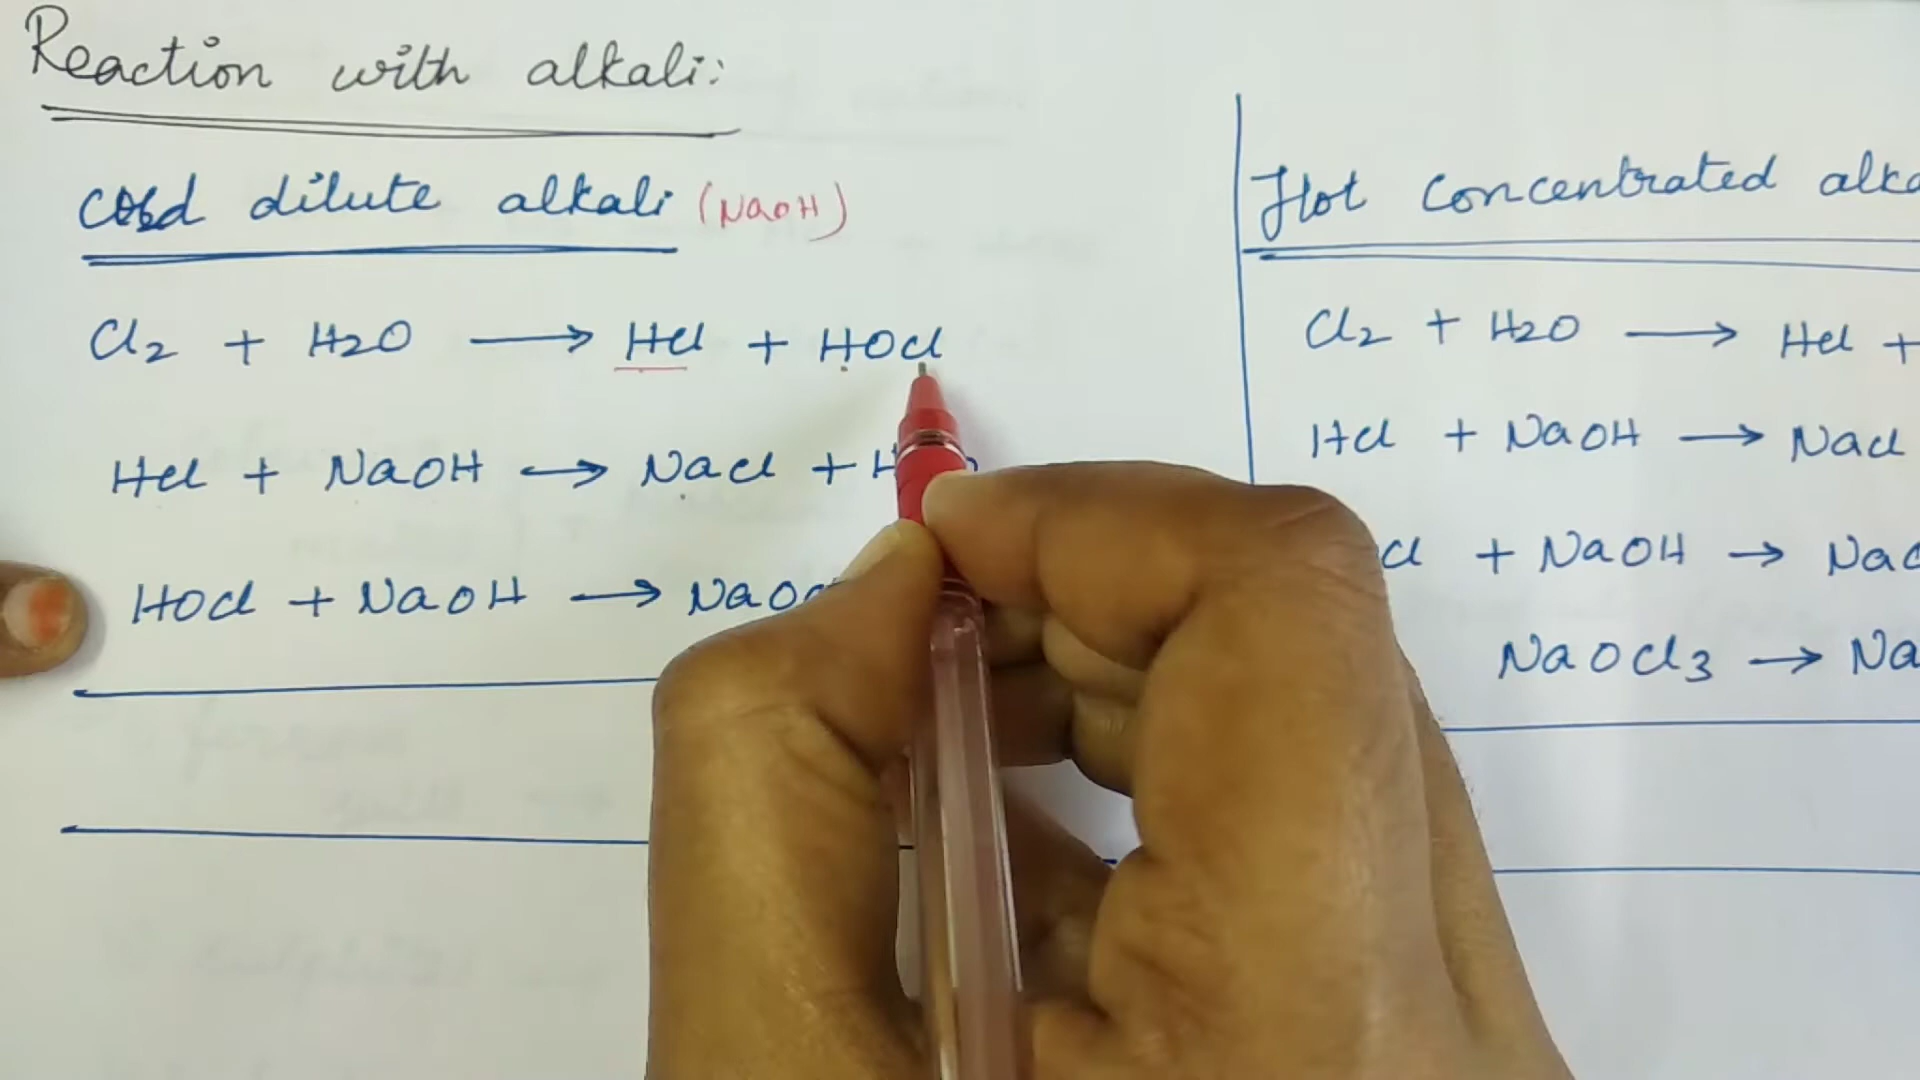 Reaction with alkali:
Cold dilute alkali (NaOH)
Cl2 + H2O ⟶ HCl + HOCl
HCl + NaOH ⟶ NaCl +
HOCl + NaOH ⟶
Hot Concentrated
Cl2 + H2O ⟶ HCl +
HCl + NaOH ⟶ NaCl
+ NaOH ⟶
NaOCl3 ⟶ Na